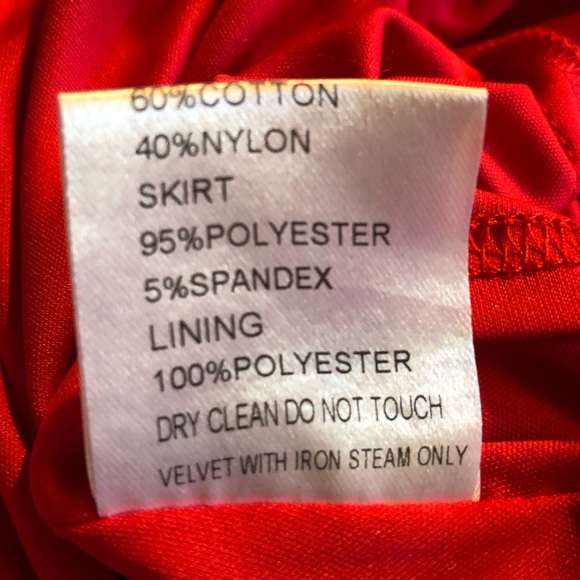 60%COTTON
40%NYLON
SKIRT
95%POLYESTER
5%SPANDEX
LINING
100%POLYESTER
DRY CLEAN DO NOT TOUCH
VELVET WITH IRON STEAM ONLY